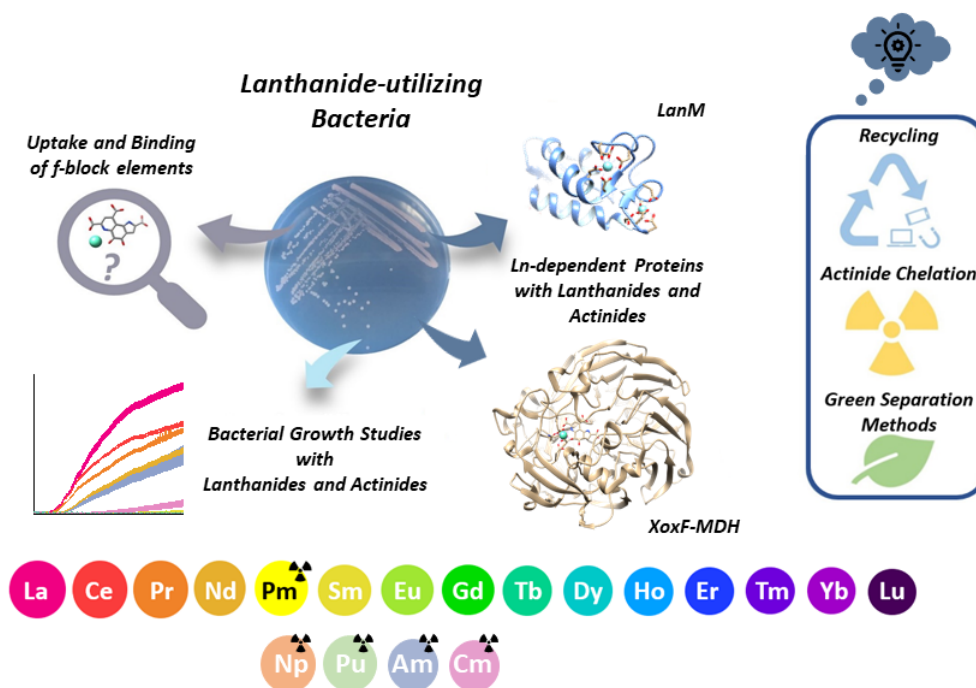 Lanthanide-utilizing
Bacteria
Uptake and Binding
of f-block elements
?
LanM
Ln-dependent Proteins
with Lanthanides and
Actinides
Bacterial Growth Studies
with
Lanthanides and Actinides
XoxF-MDH
Recycling
Actinide Chelation
Green Separation
Methods
La Ce Pr Nd Pm Sm Eu Gd Tb Dy Ho Er Tm Yb Lu
Np Pu Am Cm